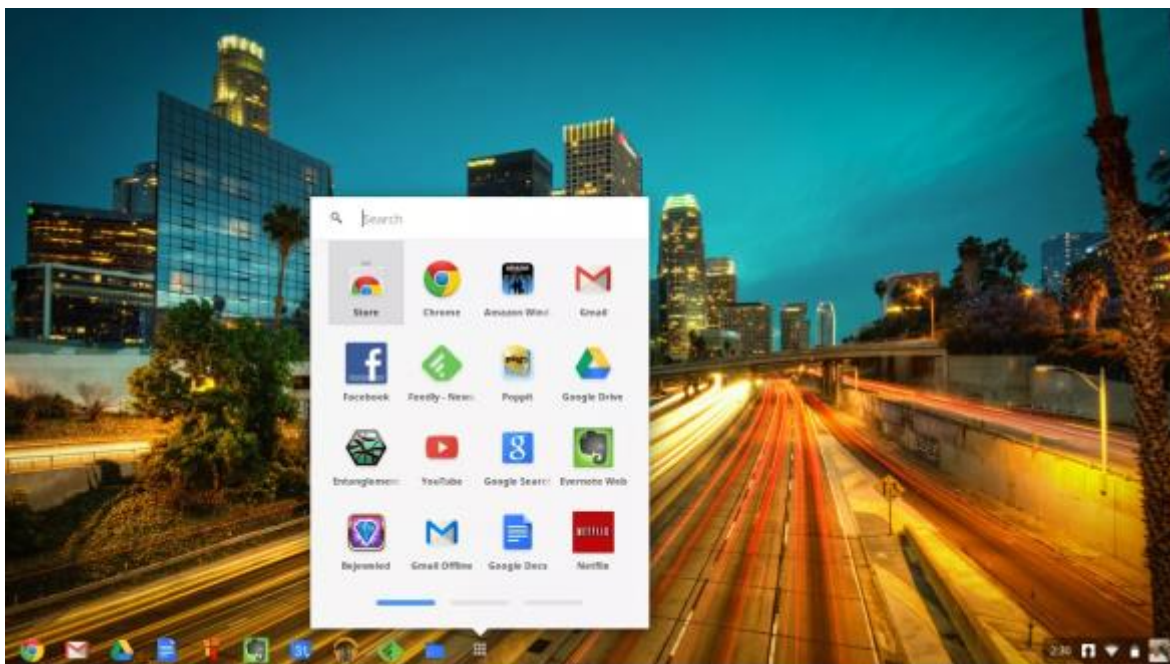 Search
Store
Chrome
Amazon Wind
Gmail
Facebook
Feedly - News
Poppit
Google Drive
Entanglement
YouTube
Google Search
Evernote Web
Bejeweled
Gmail Offline
Google Docs
Netflix
NETFLIX
31
2:30